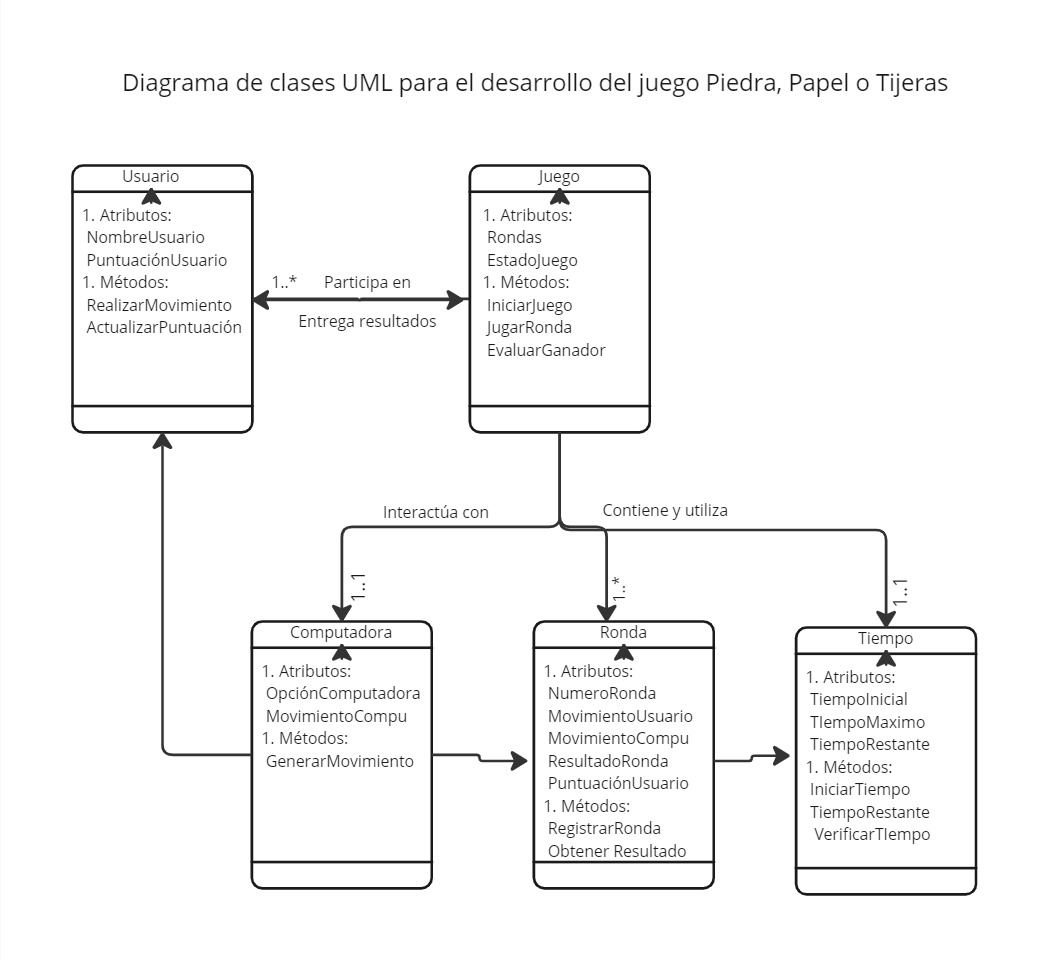 Diagrama de clases UML para el desarrollo del juego Piedra, Papel o Tijeras
Usuario
1. Atributos:
NombreUsuario
PuntuaciónUsuario
1. Métodos:
RealizarMovimiento
ActualizarPuntuación
1..*
Participa en
Entrega resultados
Juego
1. Atributos:
Rondas
EstadoJuego
1. Métodos:
IniciarJuego
JugarRonda
EvaluarGanador
Interactúa con
Contiene y utiliza
1..1
1..*
1..1
Computadora
1. Atributos:
OpciónComputadora
MovimientoCompu
1. Métodos:
GenerarMovimiento
Ronda
1. Atributos:
NumeroRonda
MovimientoUsuario
MovimientoCompu
ResultadoRonda
PuntuaciónUsuario
1. Métodos:
RegistrarRonda
Obtener Resultado
Tiempo
1. Atributos:
TiempoInicial
TIempoMaximo
TiempoRestante
1. Métodos:
IniciarTiempo
TiempoRestante
VerificarTIempo